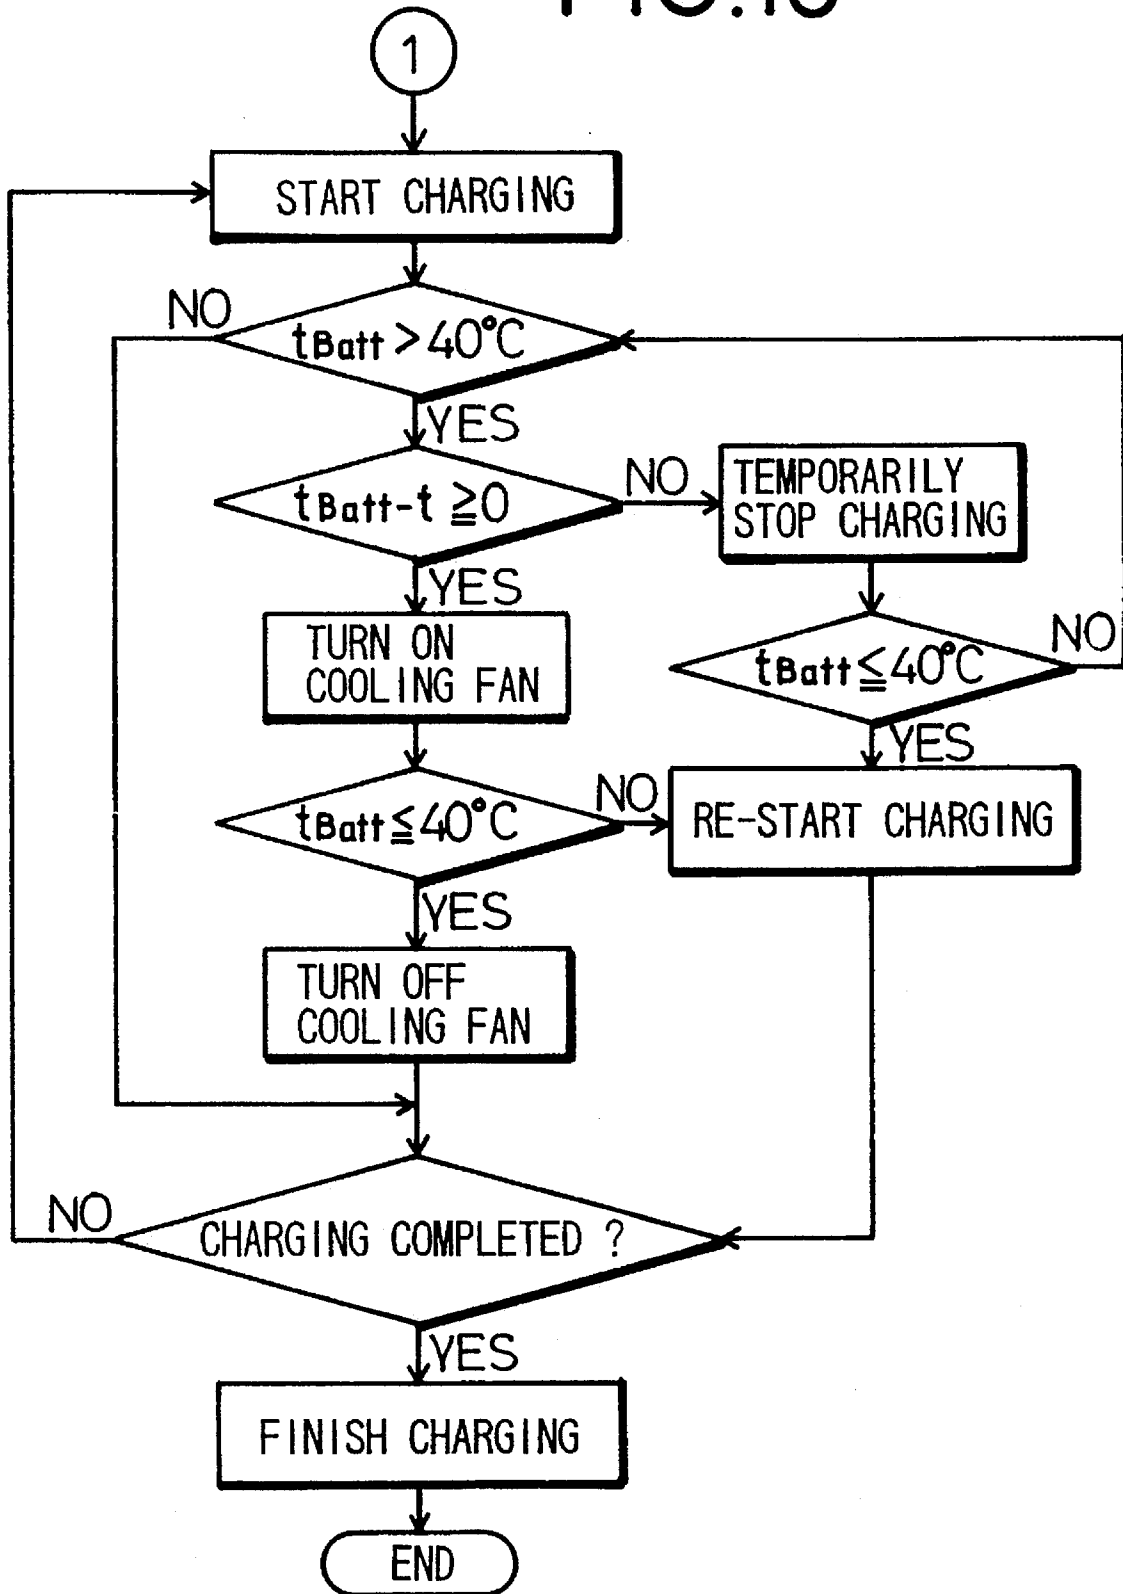 1
START CHARGING
NO
tBatt > 40°C
YES
tBatt-t ≧0
NO
TEMPORARILY
STOP CHARGING
YES
TURN ON
COOLING FAN
tBatt≦40°C
NO
YES
tBatt≦40°C
NO
RE-START CHARGING
YES
TURN OFF
COOLING FAN
NO
CHARGING COMPLETED ?
YES
FINISH CHARGING
END